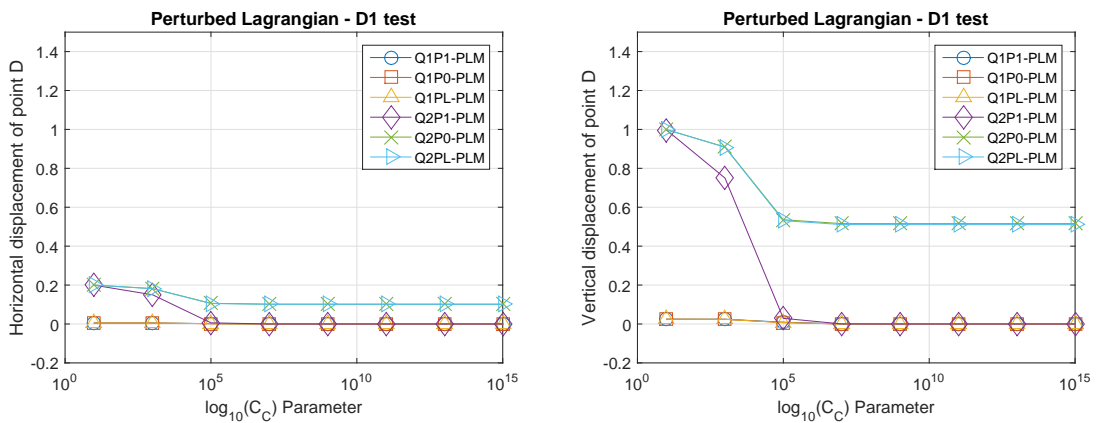 Perturbed Lagrangian - D1 test
Horizontal displacement of point D
1.4
1.2
1
0.8
0.6
0.4
0.2
0
-0.2
Q1P1-PLM
Q1P0-PLM
Q1PL-PLM
Q2P1-PLM
Q2P0-PLM
Q2PL-PLM
10^0 10^5 10^10 10^15
log_10(C_C) Parameter
Perturbed Lagrangian - D1 test
Vertical displacement of point D
1.4
1.2
1
0.8
0.6
0.4
0.2
0
-0.2
Q1P1-PLM
Q1P0-PLM
Q1PL-PLM
Q2P1-PLM
Q2P0-PLM
Q2PL-PLM
10^0 10^5 10^10 10^15
log_10(C_C) Parameter